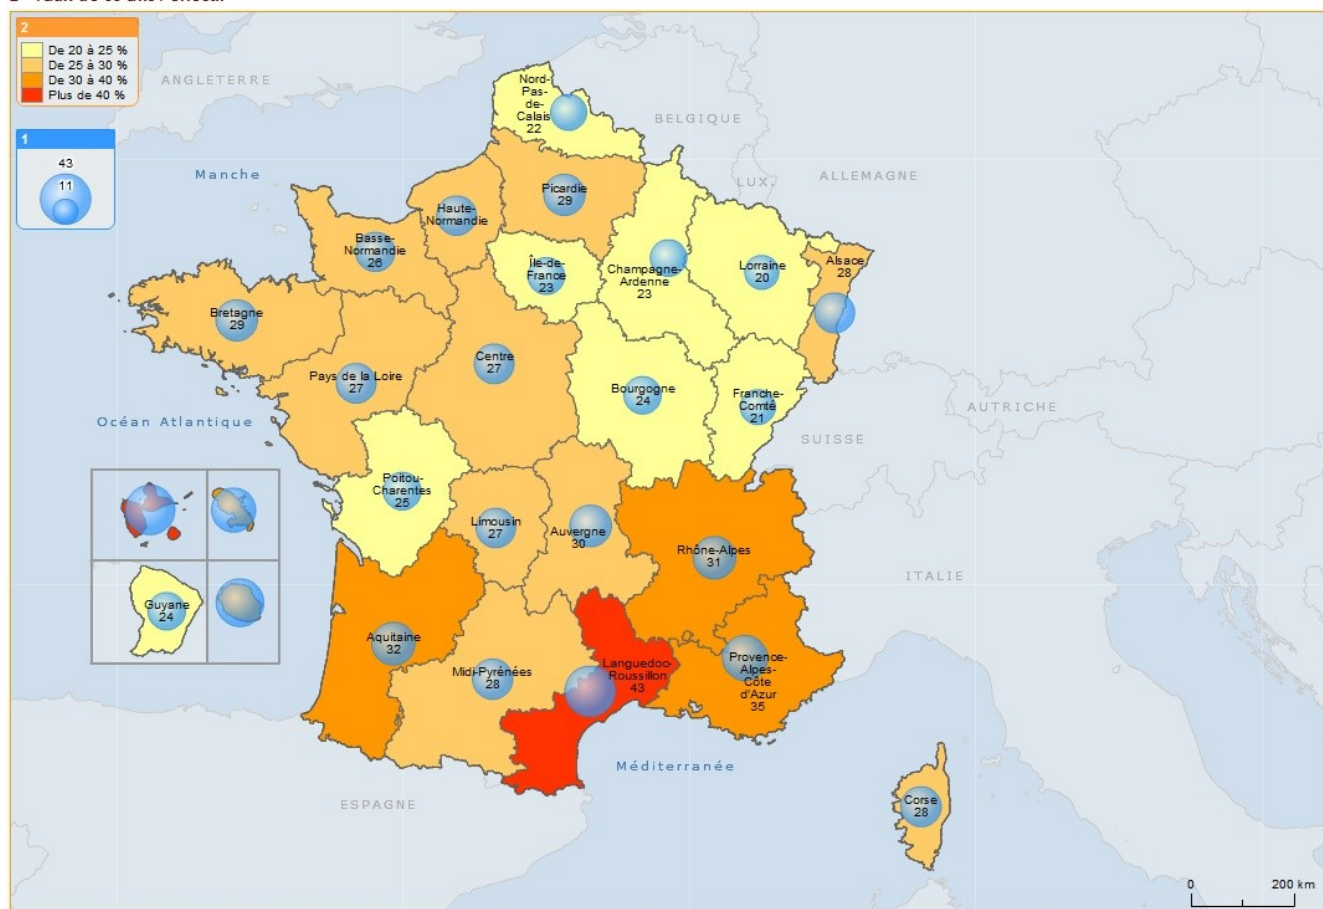 2
De 20 à 25 %
De 25 à 30 %
De 30 à 40 %
Plus de 40 %
1
43
11
ANGLETERRE
Nord-
Pas-
de-
Calais
22
BELGIQUE
Manche
LUX.
ALLEMAGNE
Picardie
29
Haute-
Normandie
Basse-
Normandie
26
Île-de-
France
23
Champagne-
Ardenne
23
Lorraine
20
Alsace
28
Bretagne
29
Pays de la Loire
27
Centre
27
Bourgogne
24
Franche-
Comté
21
AUTRICHE
SUISSE
Océan Atlantique
Poitou-
Charentes
25
Limousin
27
Auvergne
30
Rhône-Alpes
31
ITALIE
Guyane
24
Aquitaine
32
Midi-Pyrénées
28
Languedoc-
Roussillon
43
Provence-
Alpes-
Côte
d'Azur
35
Méditerranée
ESPAGNE
Corse
28
0
200 km